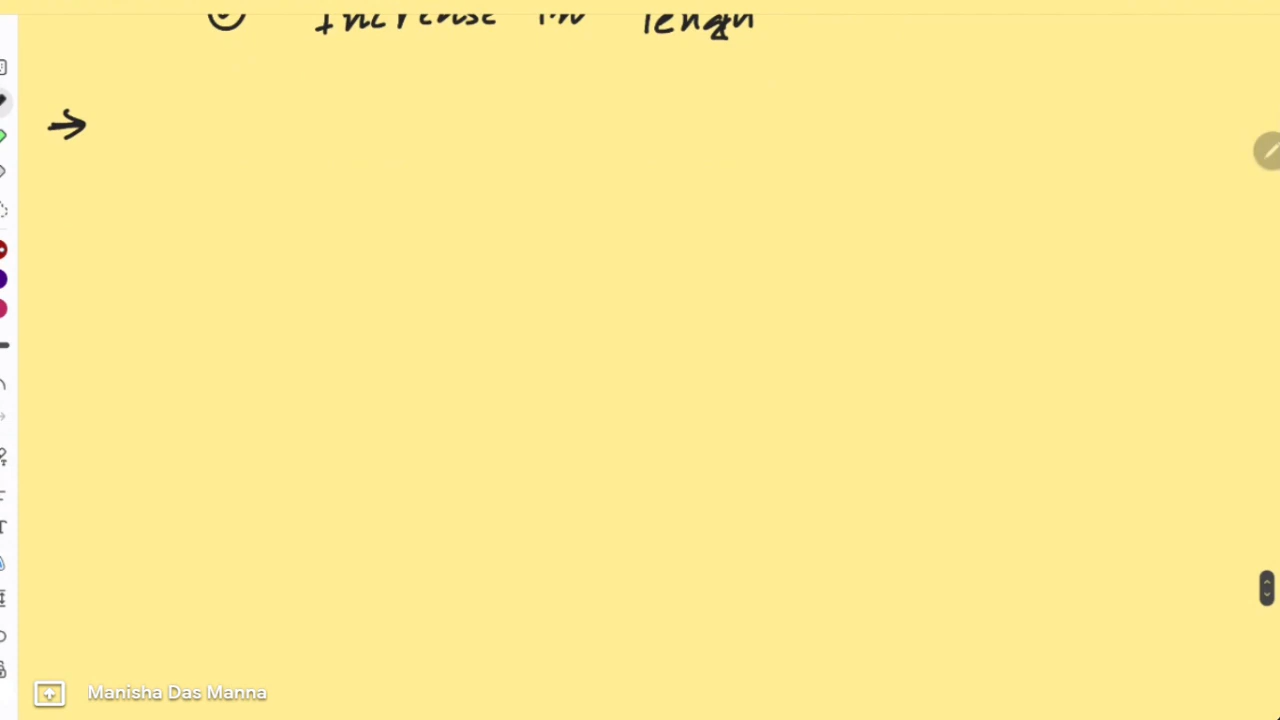 Increase in length
→
Manisha Das Manna